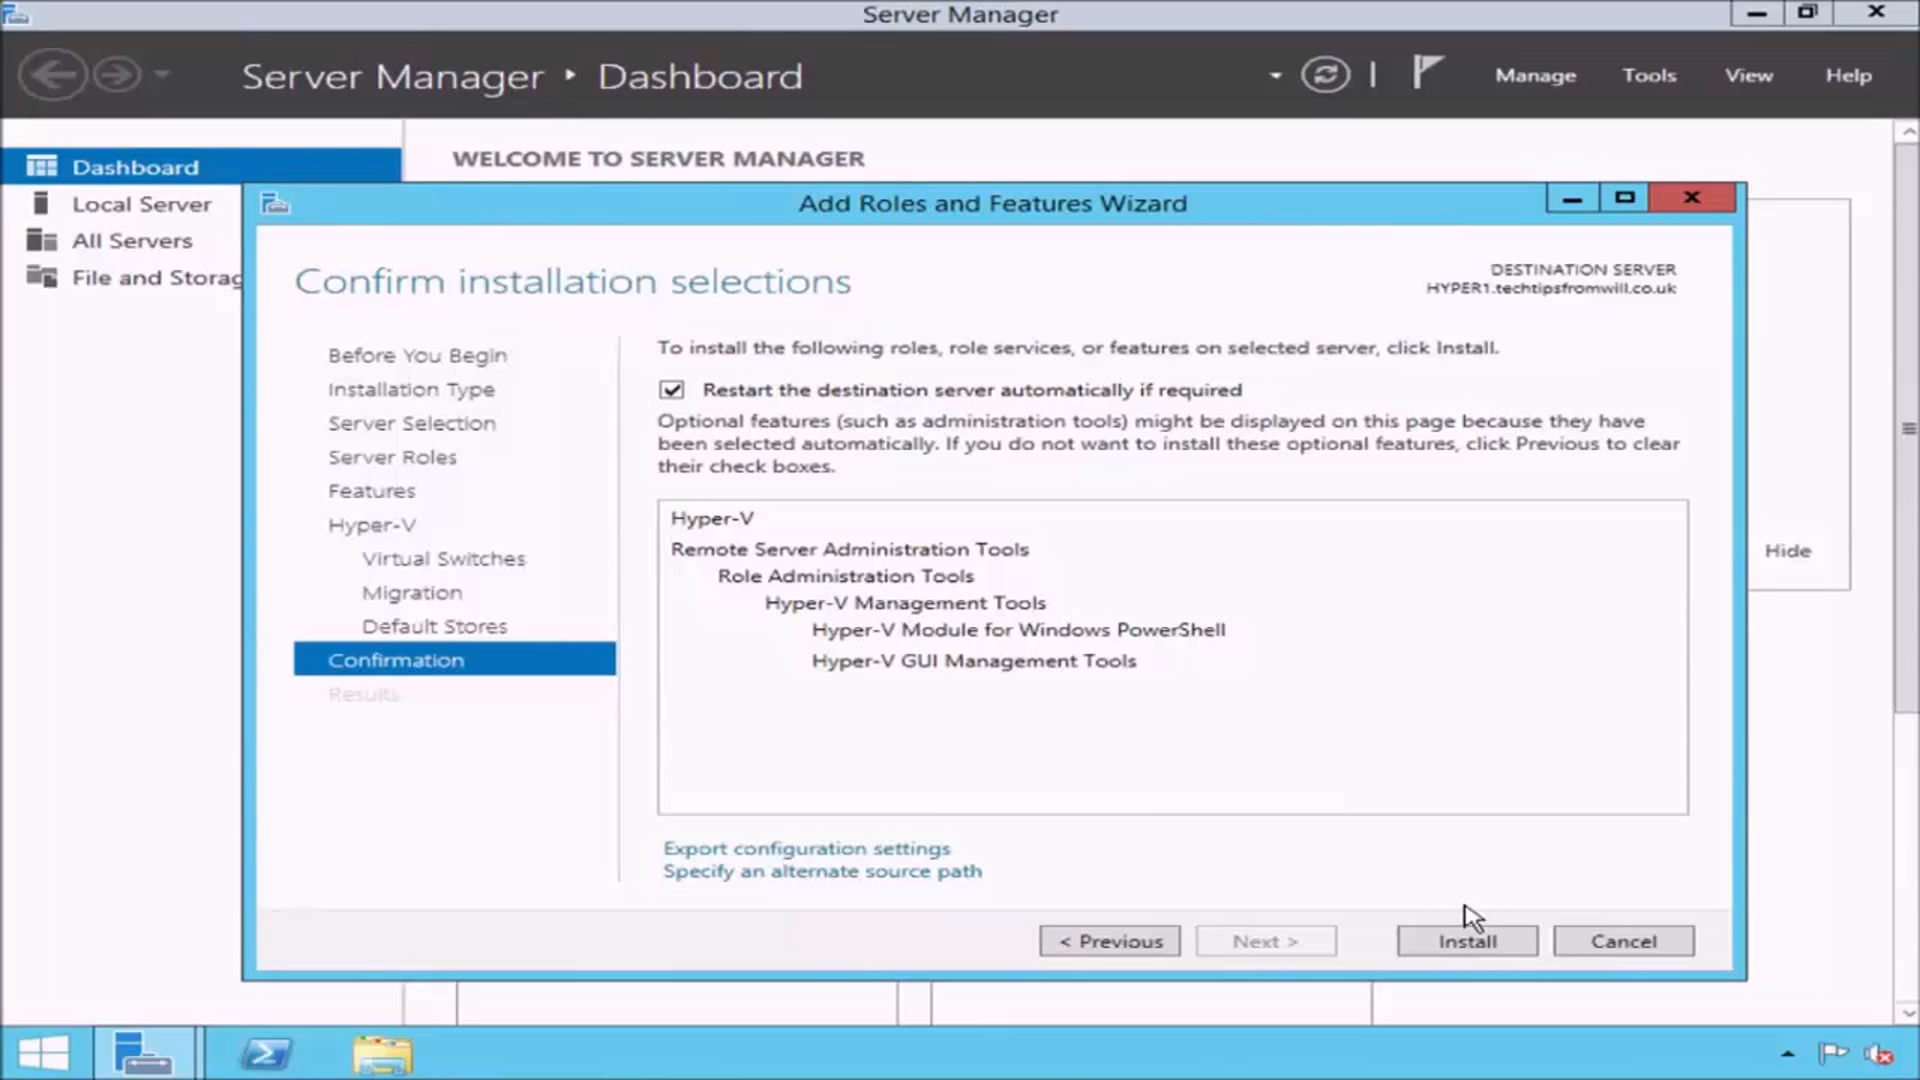 Server Manager
Server Manager ‣ Dashboard
Manage
Tools
View
Help
Dashboard
Local Server
All Servers
File and Storag
WELCOME TO SERVER MANAGER
Add Roles and Features Wizard
Confirm installation selections
DESTINATION SERVER
HYPER1.techtipsfromwill.co.uk
Before You Begin
Installation Type
Server Selection
Server Roles
Features
Hyper-V
Virtual Switches
Migration
Default Stores
Confirmation
Results
To install the following roles, role services, or features on selected server, click Install.
Restart the destination server automatically if required
Optional features (such as administration tools) might be displayed on this page because they have
been selected automatically. If you do not want to install these optional features, click Previous to clear
their check boxes.
Hyper-V
Remote Server Administration Tools
Role Administration Tools
Hyper-V Management Tools
Hyper-V Module for Windows PowerShell
Hyper-V GUI Management Tools
Export configuration settings
Specify an alternate source path
Hide
< Previous
Next >
Install
Cancel